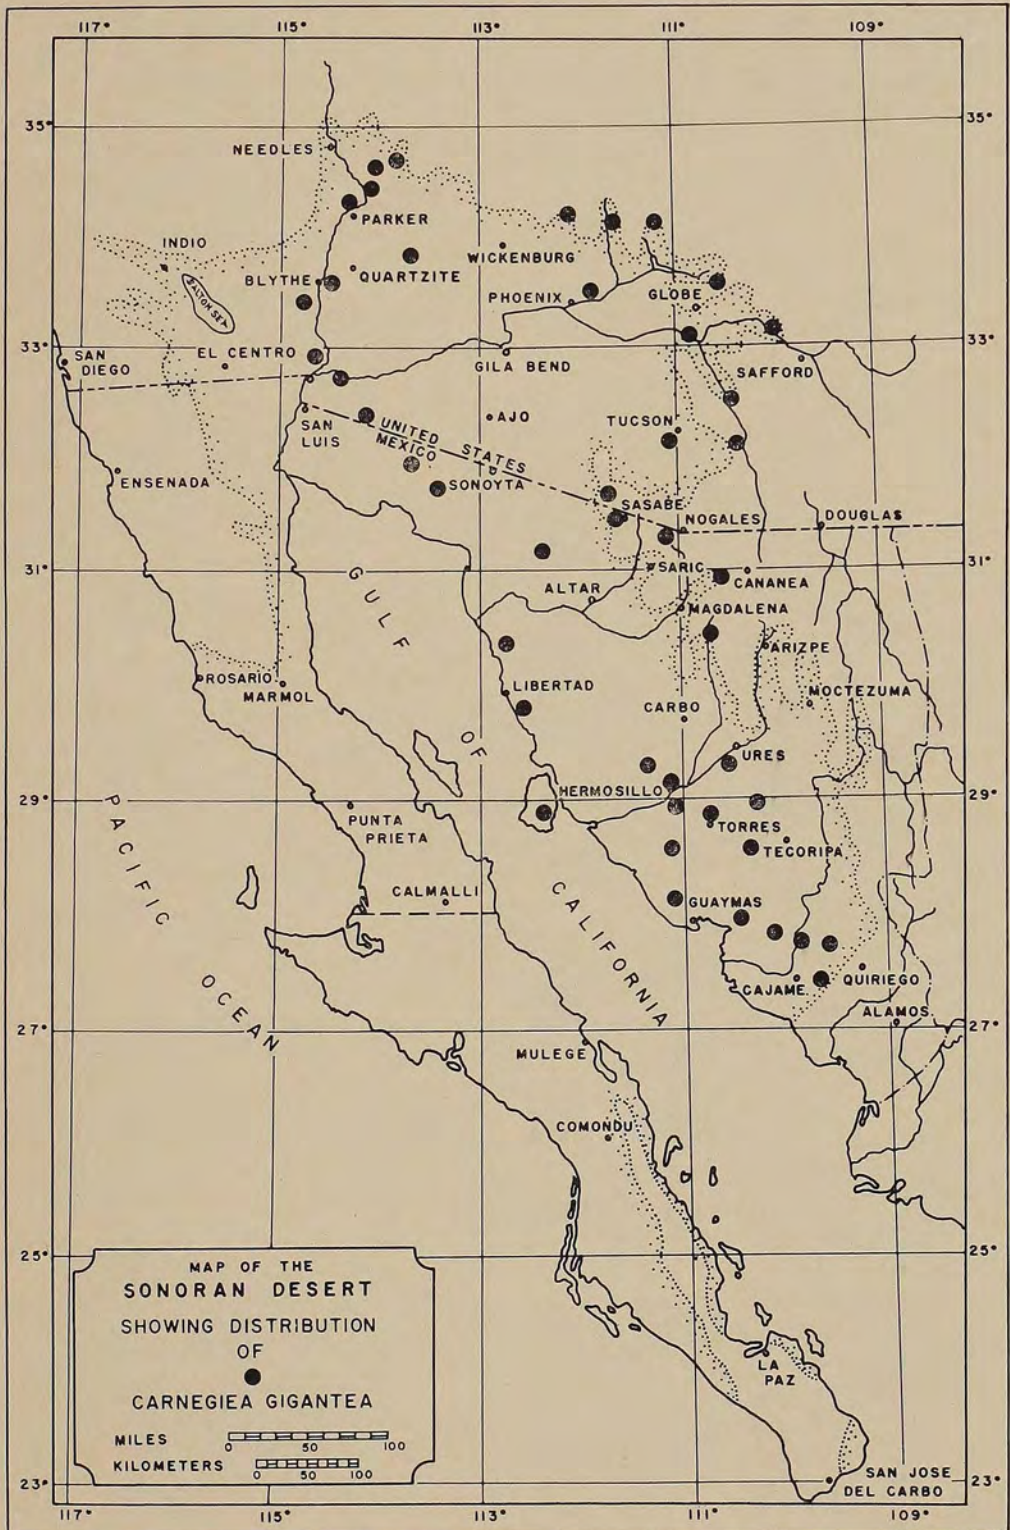 117° 115° 113° 111° 109°
35° 35°
NEEDLES
PARKER
INDIO
WICKENBURG
BLYTHE QUARTZITE
SALTON SEA
PHOENIX GLOBE
33° 33°
SAN DIEGO
EL CENTRO
GILA BEND
SAFFORD
AJO
TUCSON
SAN LUIS
UNITED STATES
MEXICO
ENSENADA
SONOYTA
SASABE
NOGALES
DOUGLAS
31° 31°
SARIC
CANANEA
ALTAR
MAGDALENA
ARIZPE
ROSARIO
MARMOL
LIBERTAD
MOCTEZUMA
CARBO
URES
GULF OF CALIFORNIA
HERMOSILLO
29° 29°
PUNTA PRIETA
TORRES
TECORIPA
PACIFIC OCEAN
CALMALLI
GUAYMAS
CAJAME
QUIRIEGO
ALAMOS
27° 27°
MULEGE
COMONDU
25° 25°
MAP OF THE
SONORAN DESERT
SHOWING DISTRIBUTION
OF
CARNEGIEA GIGANTEA
MILES 0 50 100
KILOMETERS 0 50 100
LA PAZ
SAN JOSE
DEL CARBO
23° 23°
117° 115° 113° 111° 109°